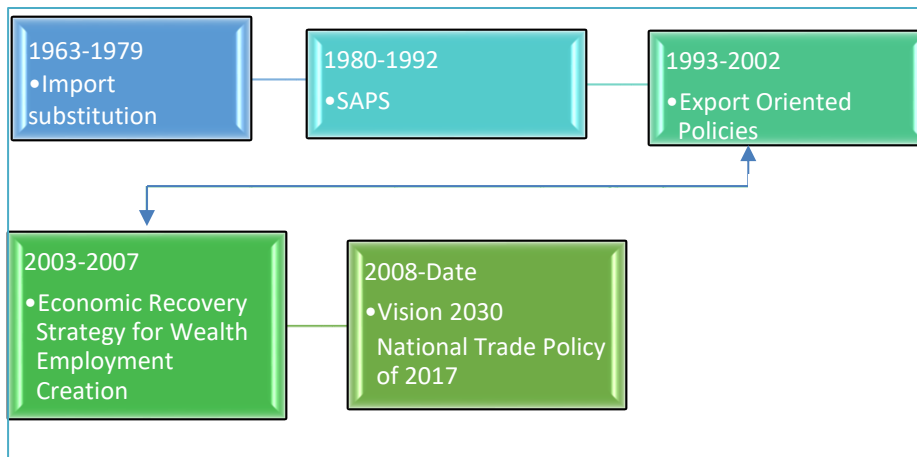 1963-1979
•Import
substitution
1980-1992
•SAPS
1993-2002
•Export Oriented
Policies
2003-2007
•Economic Recovery
Strategy for Wealth
Employment
Creation
2008-Date
•Vision 2030
National Trade Policy
of 2017